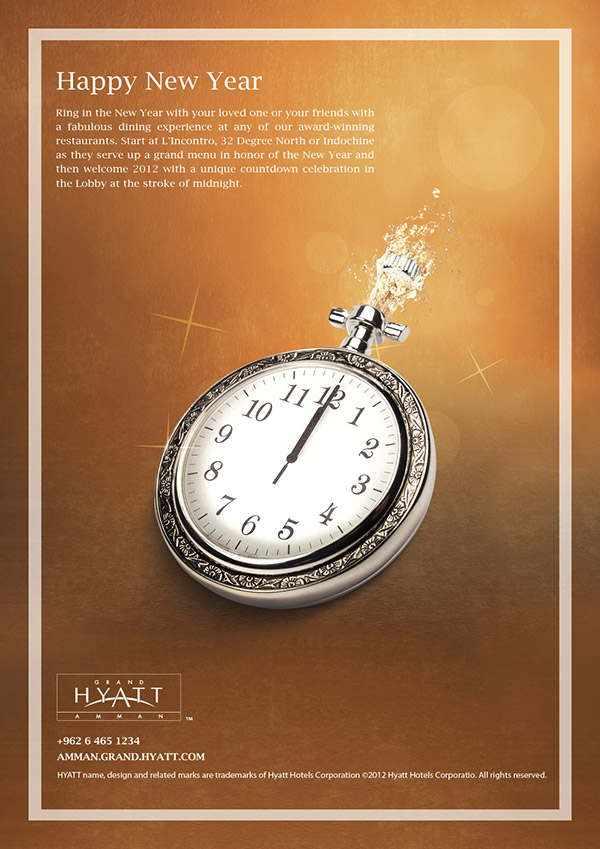 Happy New Year
Ring in the New Year with your loved one or your friends with
a fabulous dining experience at any of our award-winning
restaurants. Start at L'Incontro, 32 Degree North or Indochine
as they serve up a grand menu in honor of the New Year and
then welcome 2012 with a unique countdown celebration in
the Lobby at the stroke of midnight.
11 12 1
10 2
9 3
8 4
7 6 5
GRAND
HYATT
AMMAN ™
+962 6 465 1234
AMMAN.GRAND.HYATT.COM
HYATT name, design and related marks are trademarks of Hyatt Hotels Corporation ©2012 Hyatt Hotels Corporatio. All rights reserved.